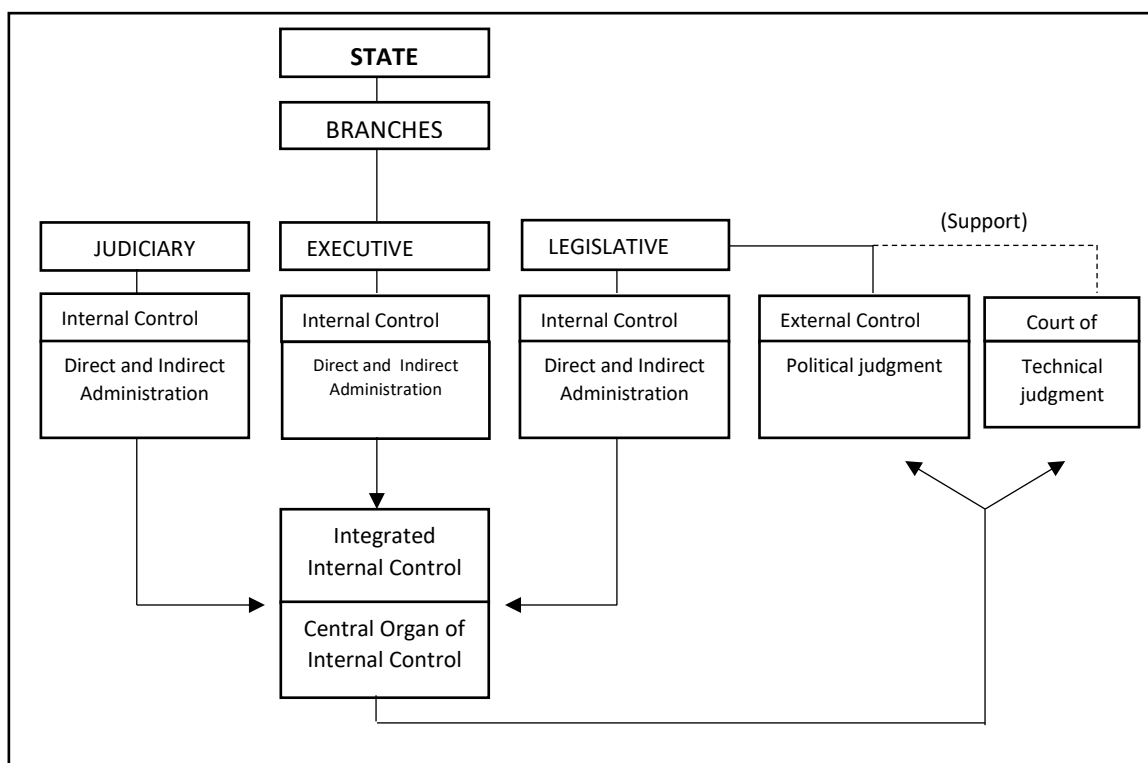 STATE
BRANCHES
JUDICIARY
EXECUTIVE
LEGISLATIVE
(Support)
Internal Control
Direct and Indirect
Administration
Internal Control
Direct and Indirect
Administration
Internal Control
Direct and Indirect
Administration
External Control
Political judgment
Court of
Technical
judgment
Integrated
Internal Control
Central Organ of
Internal Control